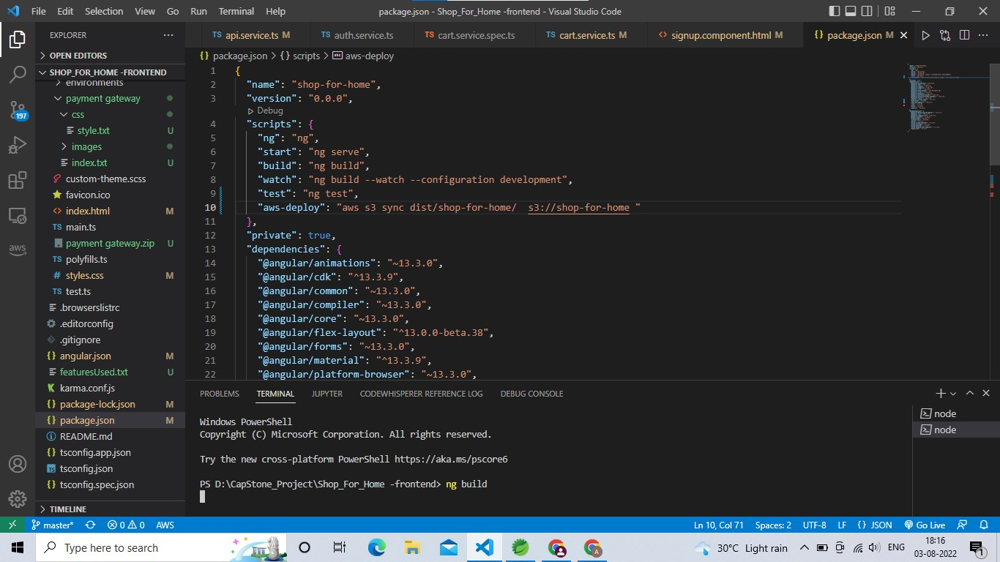 File Edit Selection View Go Run Terminal Help package.json - Shop_For_Home -frontend - Visual Studio Code
EXPLORER
OPEN EDITORS
SHOP_FOR_HOME -FRONTEND
environments
payment gateway
css
style.txt U
images
index.txt U
custom-theme.scss
favicon.ico
index.html M
TS main.ts
payment gateway.zip U
TS polyfills.ts
# styles.css M
TS test.ts
.browserslistrc
.editorconfig
.gitignore
{} angular.json M
featuresUsed.txt U
karma.conf.js
{} package-lock.json M
{} package.json M
README.md
{} tsconfig.app.json
TS tsconfig.json
{} tsconfig.spec.json
TIMELINE
197
aws
TS api.service.ts M TS auth.service.ts TS cart.service.spec.ts TS cart.service.ts M <> signup.component.html M {} package.json M
{} package.json > {} scripts > abc aws-deploy
1 {
2 "name": "shop-for-home",
3 "version": "0.0.0",
Debug
4 "scripts": {
5 "ng": "ng",
6 "start": "ng serve",
7 "build": "ng build",
8 "watch": "ng build --watch --configuration development",
9 "test": "ng test",
10 "aws-deploy": "aws s3 sync dist/shop-for-home/  s3://shop-for-home "
11 },
12 "private": true,
13 "dependencies": {
14 "@angular/animations": "~13.3.0",
15 "@angular/cdk": "^13.3.9",
16 "@angular/common": "~13.3.0",
17 "@angular/compiler": "~13.3.0",
18 "@angular/core": "~13.3.0",
19 "@angular/flex-layout": "^13.0.0-beta.38",
20 "@angular/forms": "~13.3.0",
21 "@angular/material": "^13.3.9",
22 "@angular/platform-browser": "~13.3.0",
PROBLEMS TERMINAL JUPYTER CODEWHISPERER REFERENCE LOG DEBUG CONSOLE
Windows PowerShell
Copyright (C) Microsoft Corporation. All rights reserved.
Try the new cross-platform PowerShell https://aka.ms/pscore6
PS D:\CapStone_Project\Shop_For_Home -frontend> ng build
node
node
master* 0 0 AWS Ln 10, Col 71 Spaces: 2 UTF-8 LF {} JSON Go Live
Type here to search 30°C Light rain ENG 18:16
03-08-2022 1